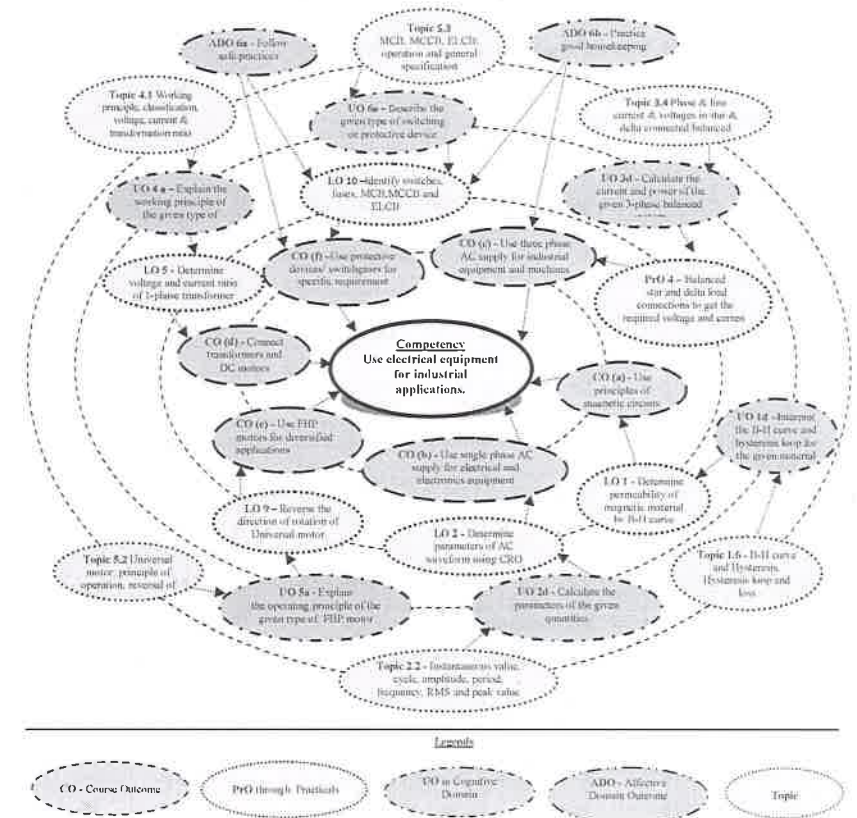 ADO 6a - Follow
safe practices
Topic 5.3
MCB, MCCB, ELCB,
operation and general
specification
ADO 6b - Practice
good housekeeping
Topic 4.1 Working
principle, classification,
voltage, current &
transformation ratio
UO 6a - Describe the
given type of switching
or protective device
Topic 3.4 Phase & line
current & voltages in star &
delta connected balanced
UO 4a - Explain the
working principle of
the given type of
LO 10 -Identify switches,
fuses, MCB,MCCB and
ELCB
UO 3d - Calculate the
current and power of the
given 3-phase balanced
LO 5 - Determine
voltage and current ratio
of 1-phase transformer
CO (f) - Use protective
devices/ switchgears for
specific requirement
CO (c) - Use three phase
AC supply for industrial
equipment and machines
PrO 4 - Balanced
star and delta load
connections to get the
required voltage and curren
CO (d) - Connect
transformers and
DC motors
Competency
Use electrical equipment
for industrial
applications.
CO (a) - Use
principles of
magnetic circuits
CO (e) - Use FHP
motors for diversified
applications
CO (b) - Use single phase AC
supply for electrical and
electronics equipment
UO 1d - Interpret
the B-H curve and
hysteresis loop for
the given material
LO 9 - Reverse the
direction of rotation of
Universal motor
LO 2 - Determine
parameters of AC
waveform using CRO
LO 1 - Determine
permeability of
magnetic material
by B-H curve
Topic 5.2 Universal
motor: principle of
operation, reversal of
UO 5a - Explain
the operating principle of the
given type of FHP motor
UO 2d - Calculate the
parameters of the given
quantities
Topic 1.6 - B-H curve
and Hysteresis,
Hysteresis loop and
loss
Topic 2.2 - Instantaneous value,
cycle, amplitude, period,
frequency, RMS and peak value
Legends
CO - Course Outcome
PrO through Practicals
UO in Cognitive
Domain
ADO - Affective
Domain Outcome
Topic